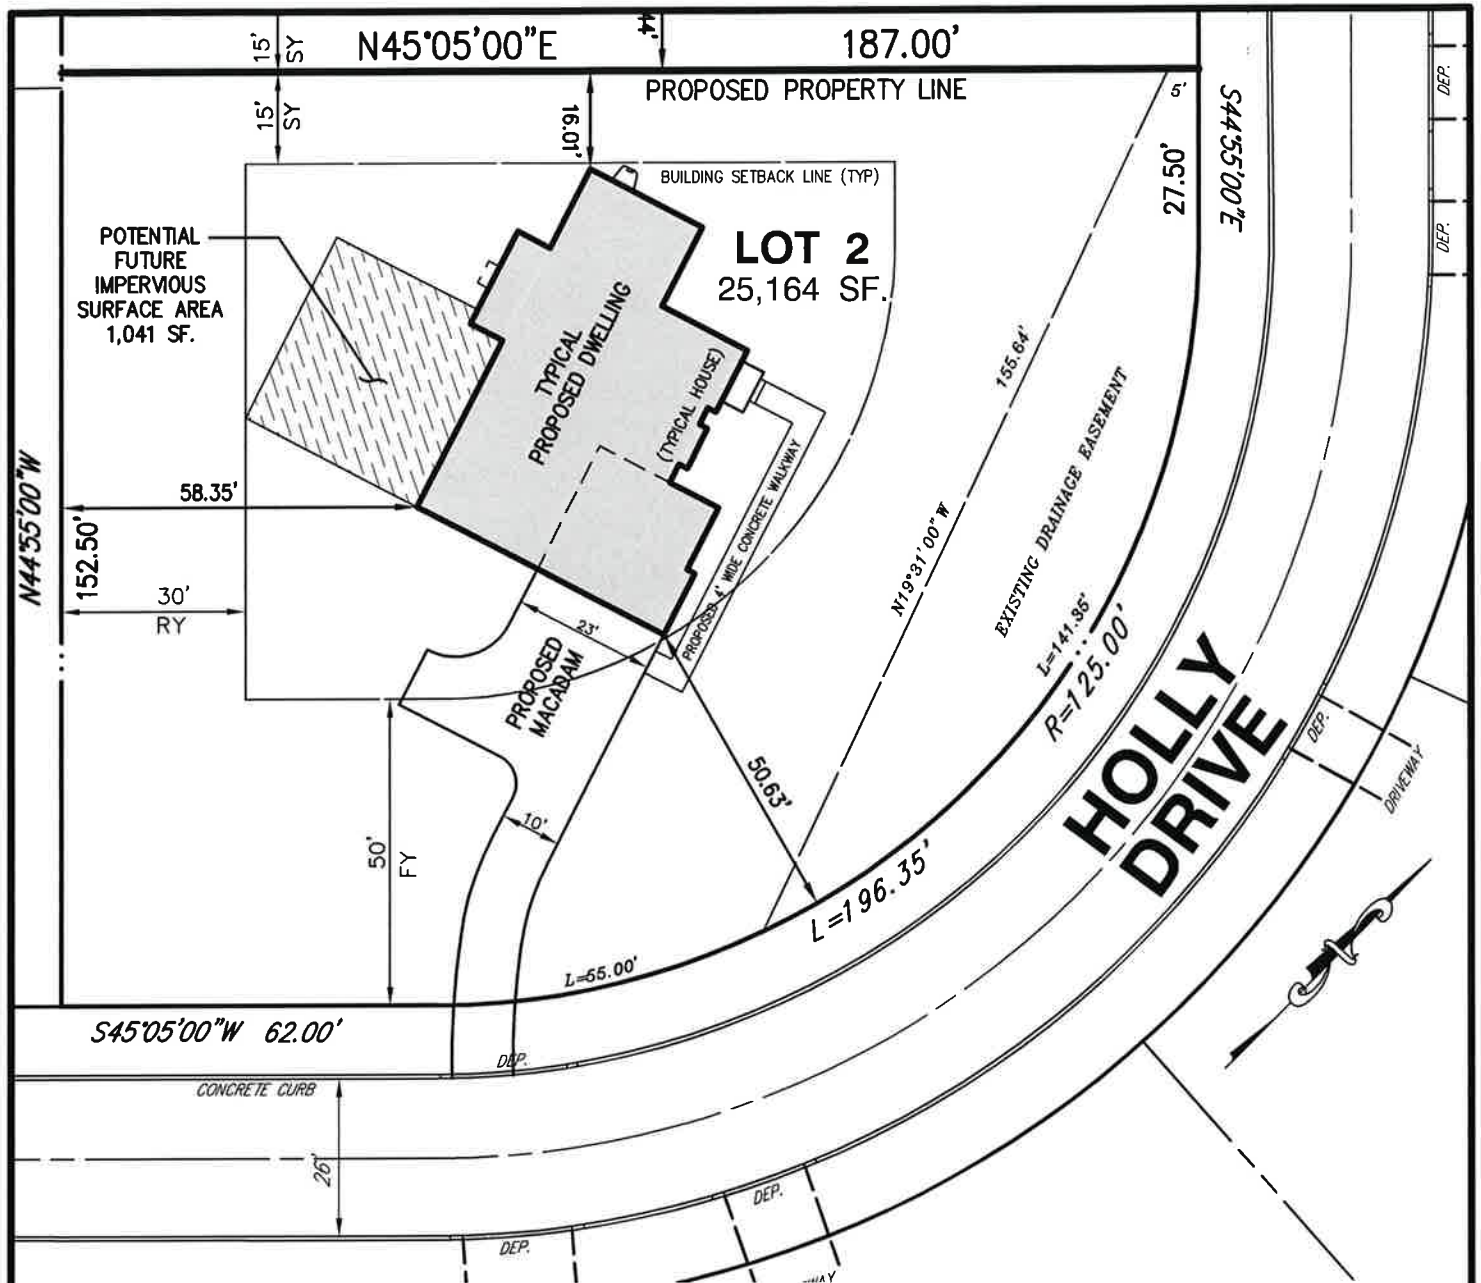 15'
SY
N45°05'00"E
44'
187.00'
PROPOSED PROPERTY LINE
5'
DEP.
15'
SY
16.01'
27.50'
S44°55'00"E
BUILDING SETBACK LINE (TYP)
DEP.
POTENTIAL
FUTURE
IMPERVIOUS
SURFACE AREA
1,041 SF.
LOT 2
25,164 SF.
TYPICAL
PROPOSED DWELLING
(TYPICAL HOUSE)
155.64'
N19°31'00"W
EXISTING DRAINAGE EASEMENT
N44°55'00"W
58.35'
152.50'
PROPOSED 4' WIDE CONCRETE WALKWAY
30'
RY
23'
PROPOSED
MACADAM
L=141.35'
R=125.00'
HOLLY
DRIVE
DEP.
DRIVEWAY
50.63'
10'
50'
FY
L=196.35'
L=55.00'
S45°05'00"W 62.00'
DEP.
CONCRETE CURB
26'
DEP.
DEP.